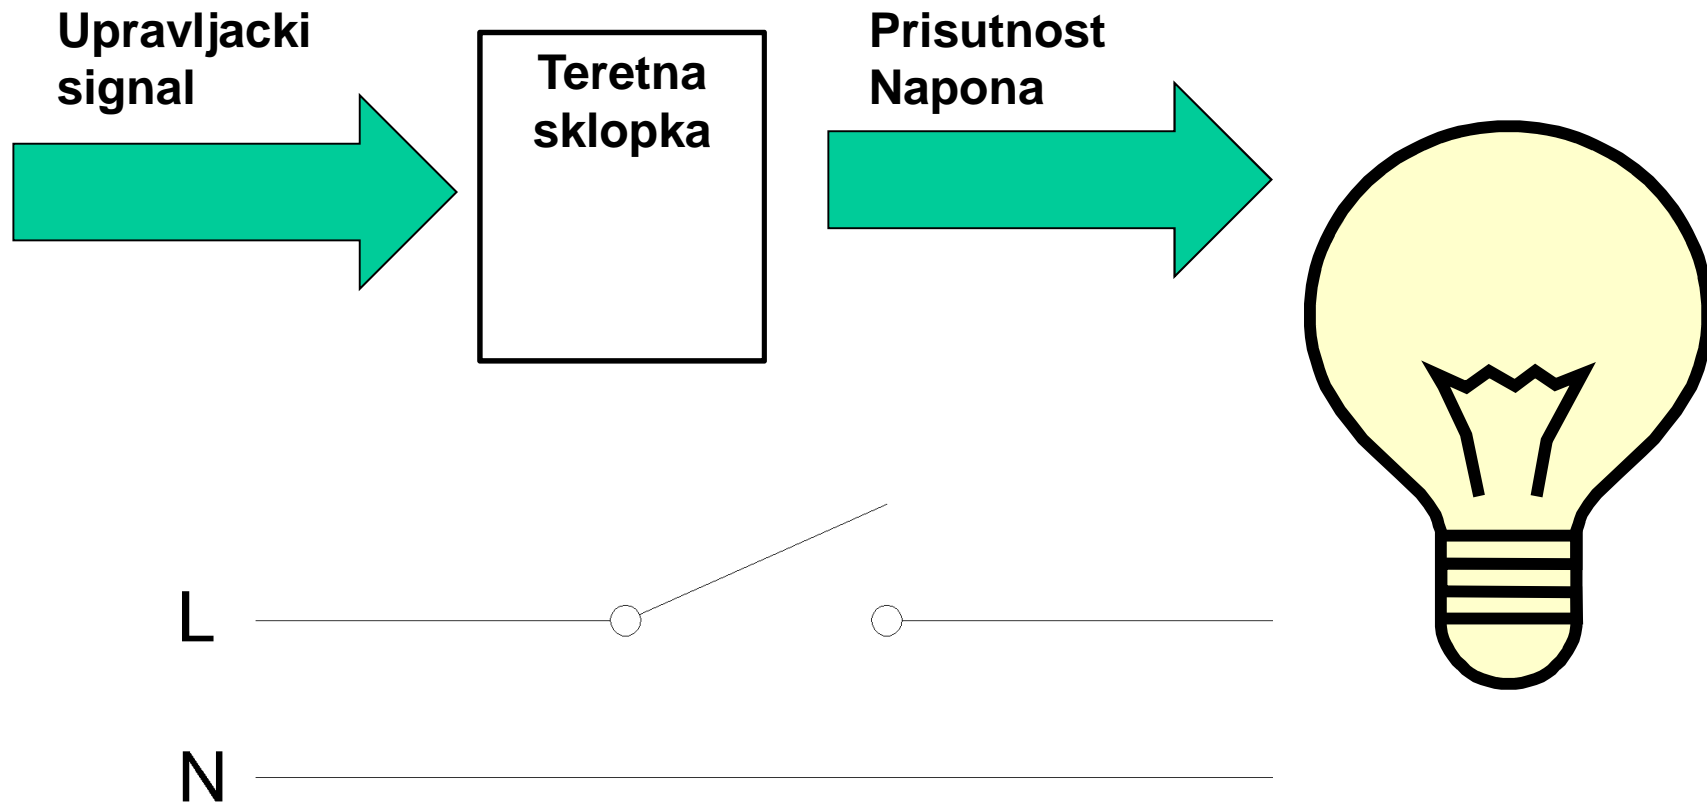 Upravljacki
signal
Teretna
sklopka
Prisutnost
Napona
L
N